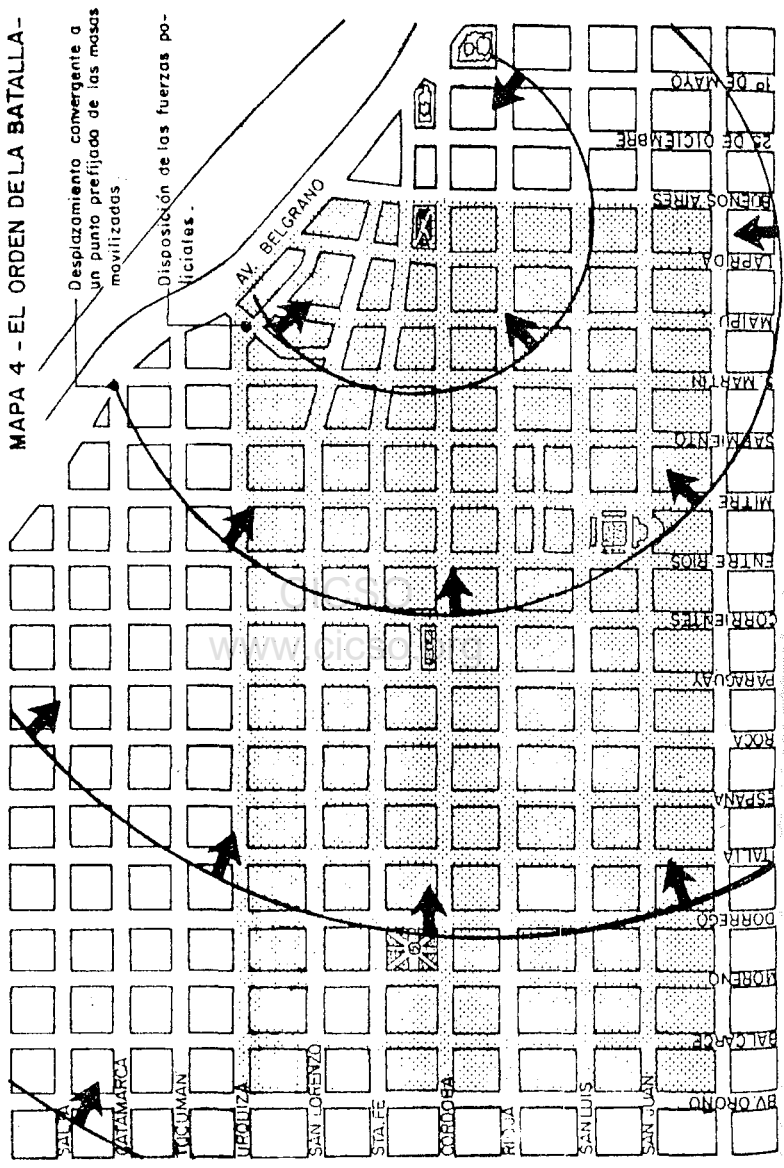 MAPA 4 - EL ORDEN DE LA BATALLA-
Desplazamiento convergente a
un punto prefijado de las masas
movilizadas
Disposición de las fuerzas po-
liciales.
AV. BELGRANO
1º DE MAYO
25 DE DICIEMBRE
BUENOS AIRES
LAPRIDA
MAIPU
S. MARTIN
SARMIENTO
MITRE
ENTRE RIOS
CORRIENTES
PARAGUAY
ROCA
ESPAÑA
ITALIA
DORREGO
MORENO
BALCARCE
BV. OROÑO
SALTA
CATAMARCA
TUCUMAN
URQUIZA
SAN LORENZO
STA. FE
CORDOBA
RIOJA
SAN LUIS
SAN JUAN
CICSO
www.cicso.org